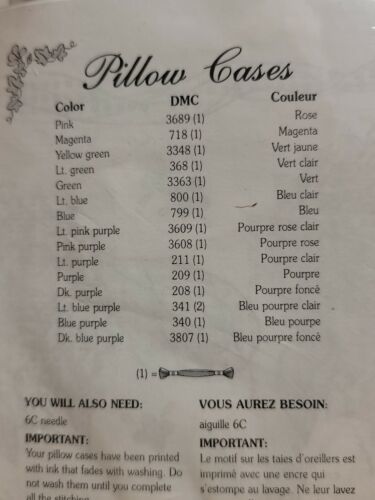 Pillow Cases
Color DMC Couleur
Pink 3689 (1) Rose
Magenta 718 (1) Magenta
Yellow green 3348 (1) Vert jaune
Lt. green 368 (1) Vert clair
Green 3363 (1) Vert
Lt. blue 800 (1) Bleu clair
Blue 799 (1) Bleu
Lt. pink purple 3609 (1) Pourpre rose clair
Pink purple 3608 (1) Pourpre rose
Lt. purple 211 (1) Pourpre clair
Purple 209 (1) Pourpre
Dk. purple 208 (1) Pourpre foncé
Lt. blue purple 341 (2) Bleu pourpre clair
Blue purple 340 (1) Bleu pourpe
Dk. blue purple 3807 (1) Bleu pourpre foncé
(1) =
YOU WILL ALSO NEED:
6C needle
IMPORTANT:
Your pillow cases have been printed
with ink that fades with washing. Do
not wash them until you complete
all the stitching
VOUS AUREZ BESOIN:
aiguille 6C
IMPORTANT:
Le motif sur les taies d'oreillers est
imprimé avec une encre qui
s'estompe au lavage. Ne leur lavez